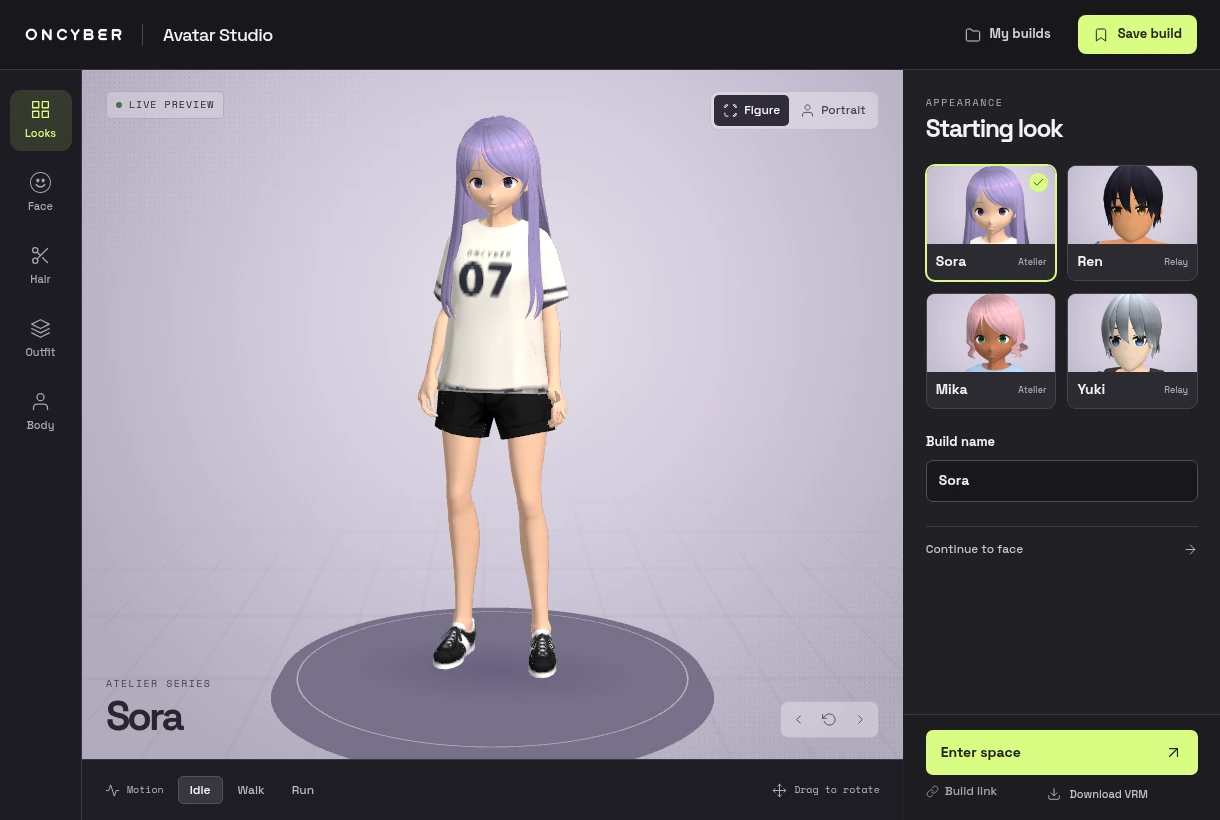 ONCYBER
Avatar Studio
My builds
Save build
Looks
Face
Hair
Outfit
Body
LIVE PREVIEW
Figure
Portrait
ONCYBER
07
ATELIER SERIES
Sora
Motion
Idle
Walk
Run
Drag to rotate
APPEARANCE
Starting look
Sora
Atelier
Ren
Relay
Mika
Atelier
Yuki
Relay
Build name
Sora
Continue to face
Enter space
Build link
Download VRM